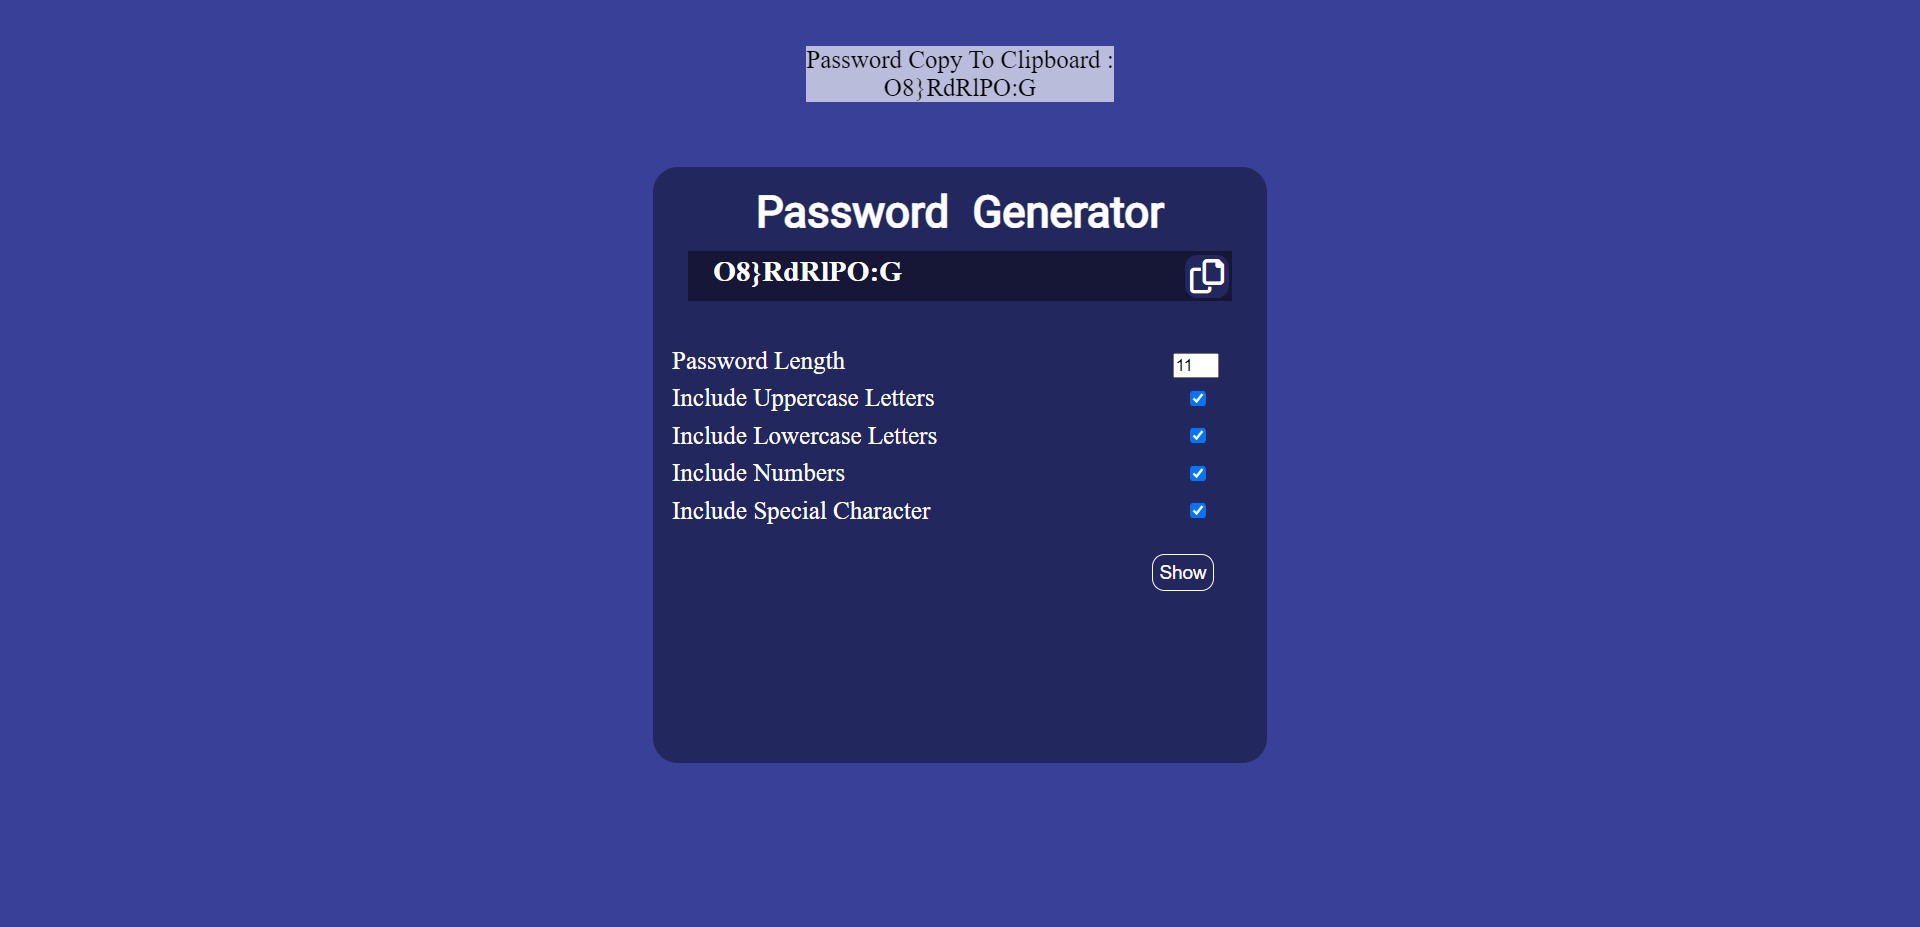 Password Copy To Clipboard :
O8}RdRlPO:G
Password Generator
O8}RdRlPO:G
Password Length 11
Include Uppercase Letters
Include Lowercase Letters
Include Numbers
Include Special Character
Show